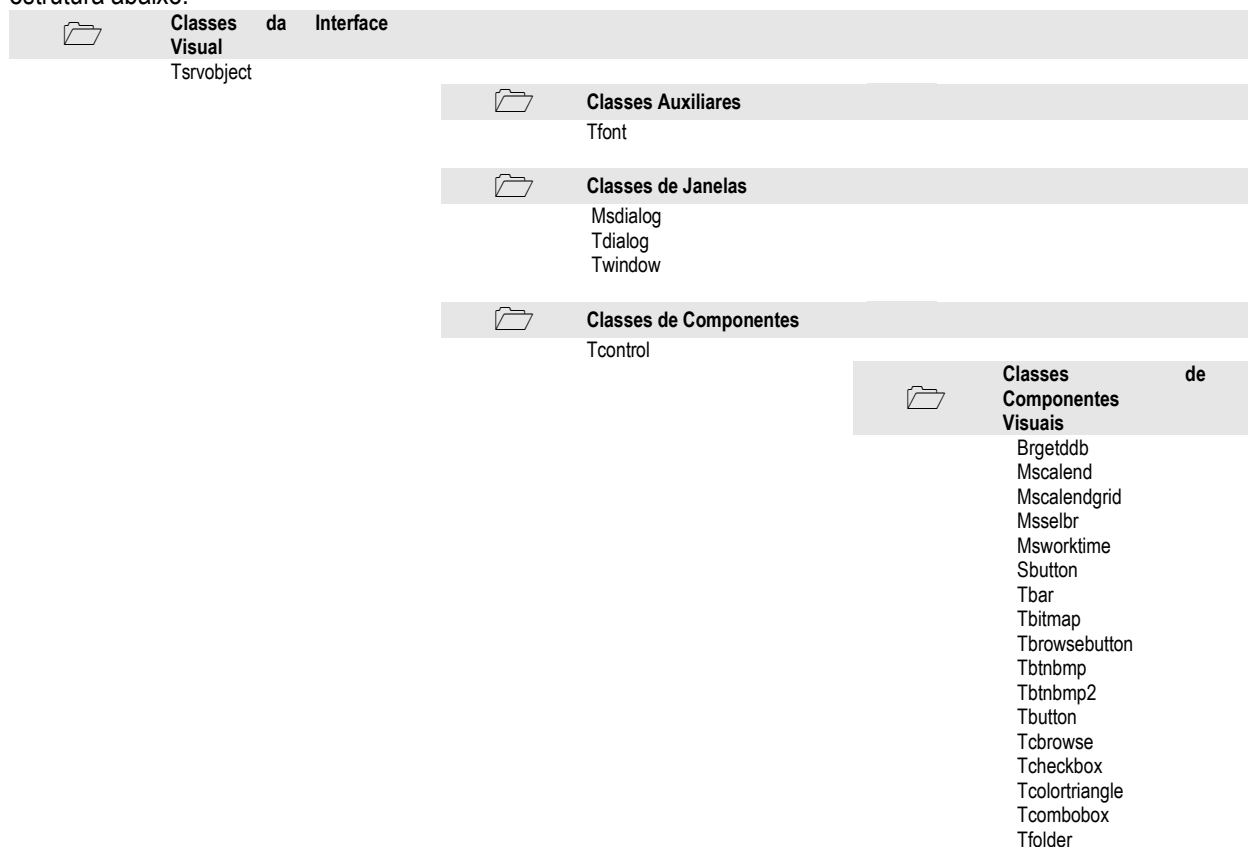 estrutura abaixo:
Classes da Interface
Visual
Tsrvobject
Classes Auxiliares
Tfont
Classes de Janelas
Msdialog
Tdialog
Twindow
Classes de Componentes
Tcontrol
Classes de
Componentes
Visuais
Brgetddb
Mscalend
Mscalendgrid
Msselbr
Msworktime
Sbutton
Tbar
Tbitmap
Tbrowsebutton
Tbtnbmp
Tbtnbmp2
Tbutton
Tcbrowse
Tcheckbox
Tcolortriangle
Tcombobox
Tfolder